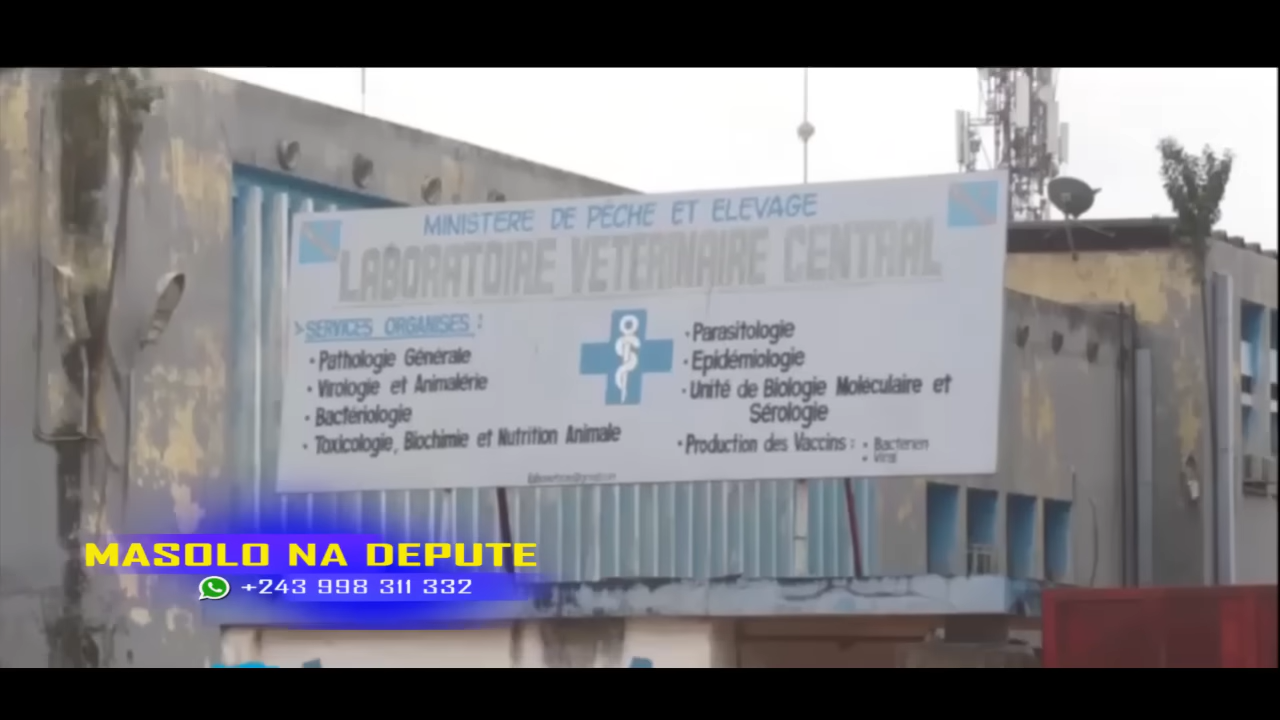 MINISTERE DE PÊCHE ET ELEVAGE
LABORATOIRE VETERINAIRE CENTRAL
SERVICES ORGANISES :
• Pathologie Générale
• Virologie et Animalérie
• Bactériologie
• Toxicologie, Biochimie et Nutrition Animale
• Parasitologie
• Epidémiologie
• Unité de Biologie Moléculaire et
Sérologie
• Production des Vaccins : • Bacterien
• Viral
MASOLO NA DEPUTE
+243 998 311 332